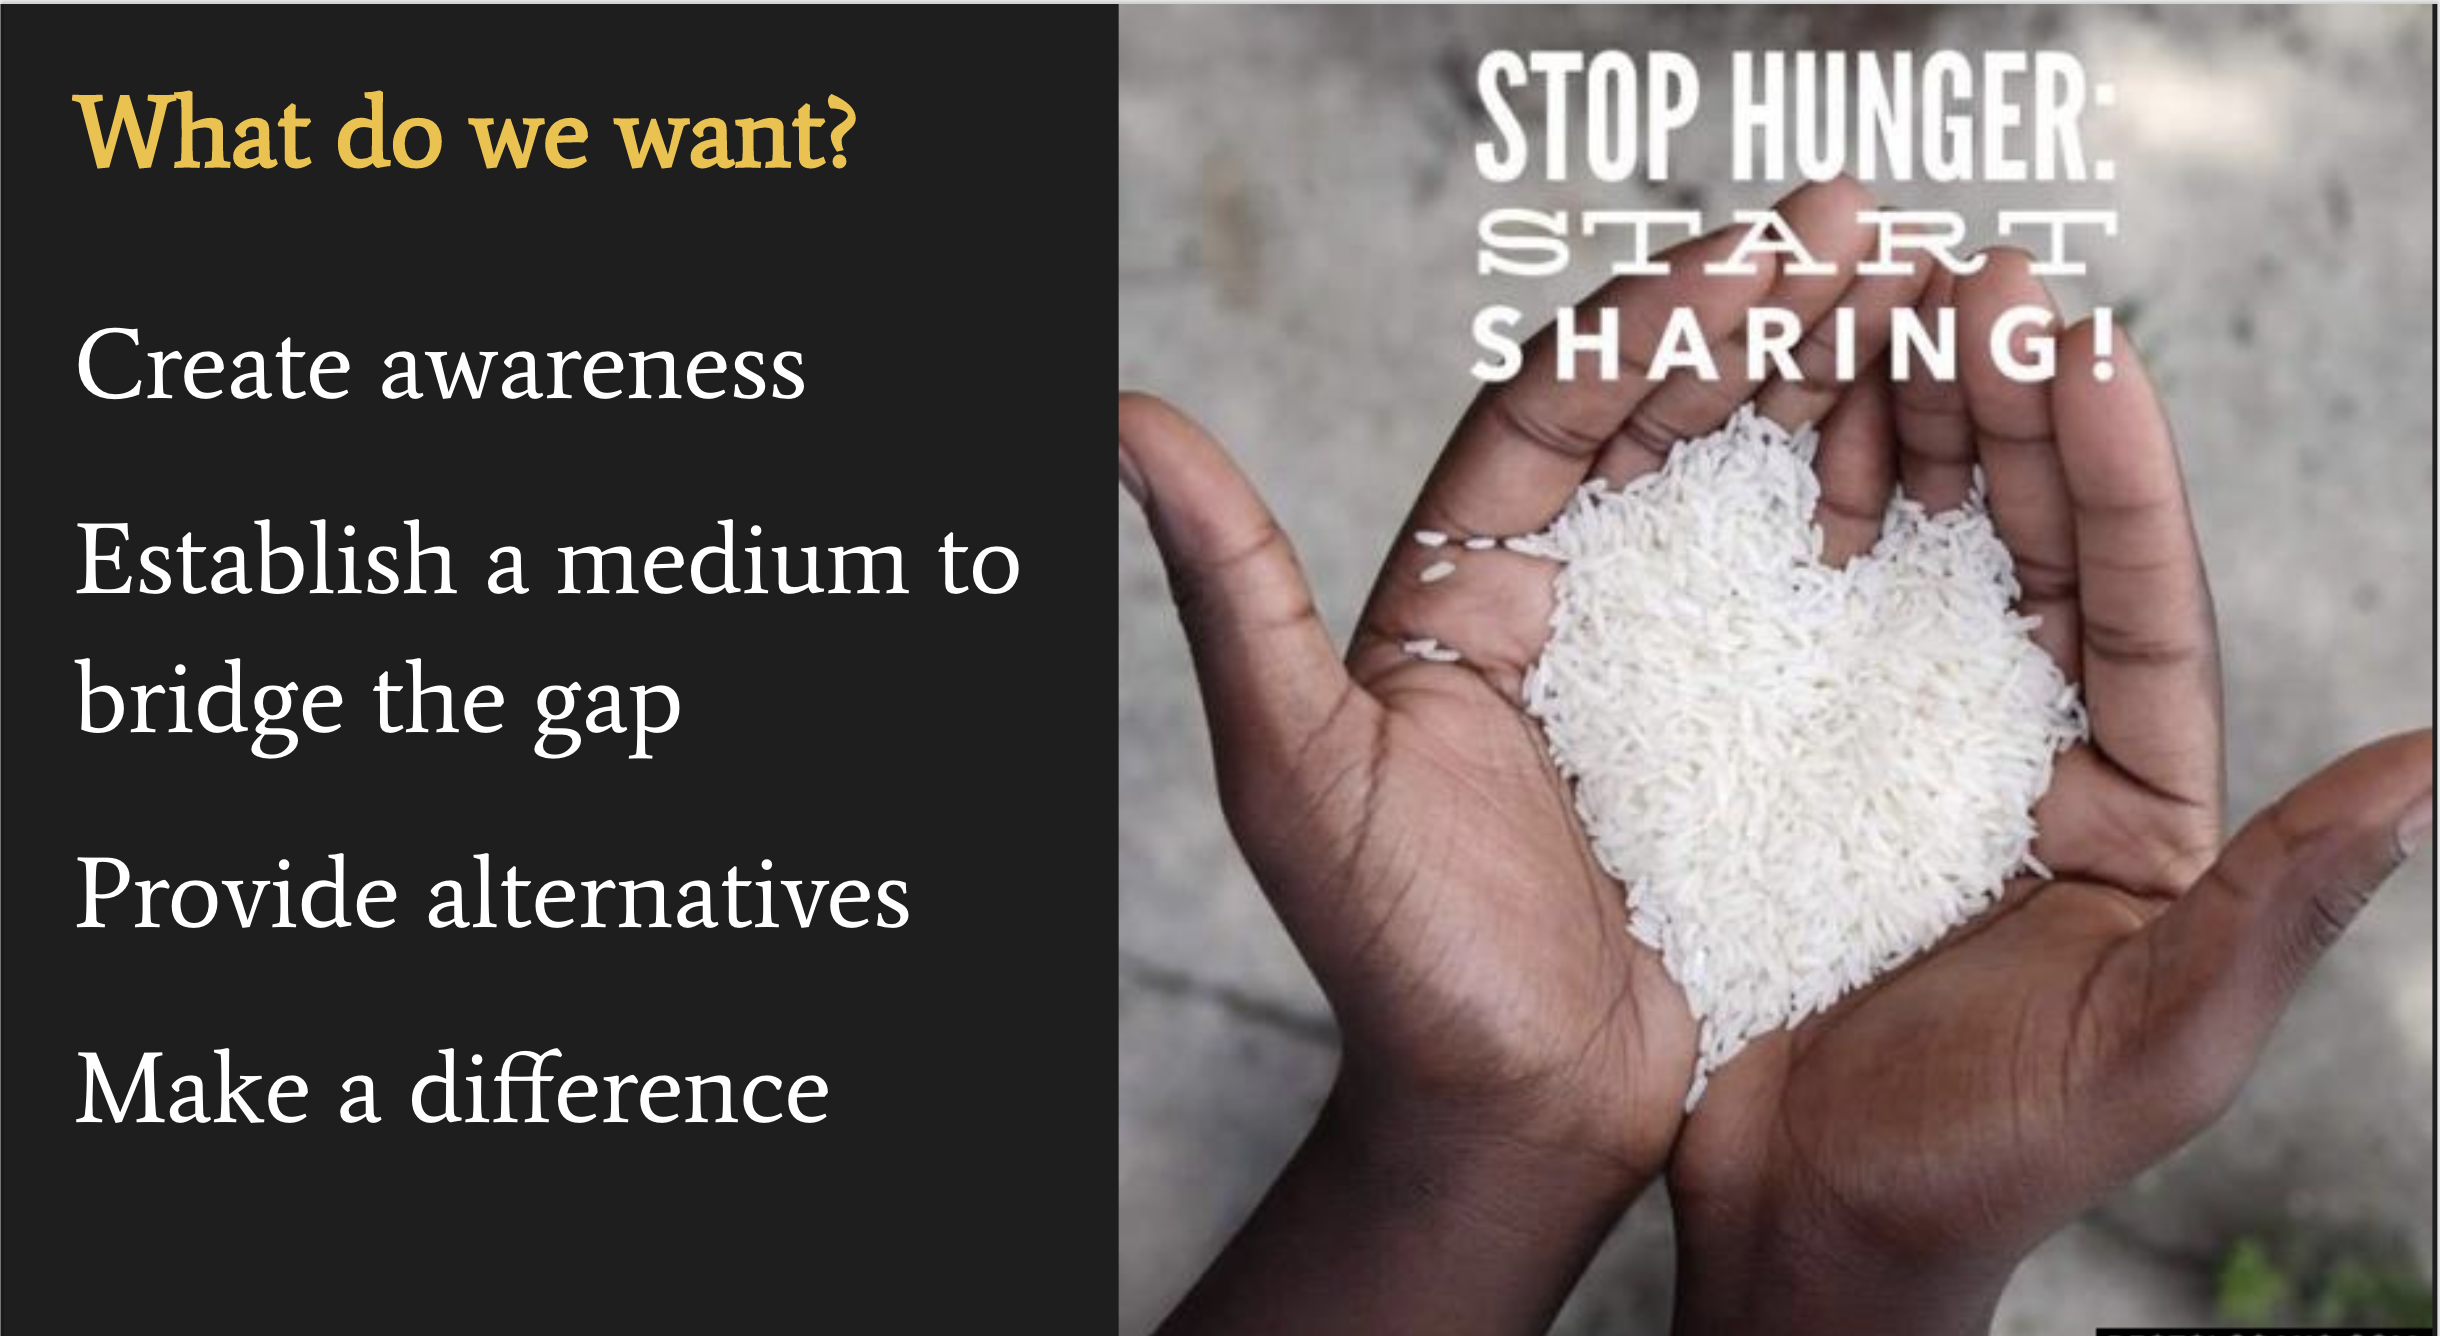 What do we want?
Create awareness
Establish a medium to
bridge the gap
Provide alternatives
Make a difference
STOP HUNGER:
START
SHARING!